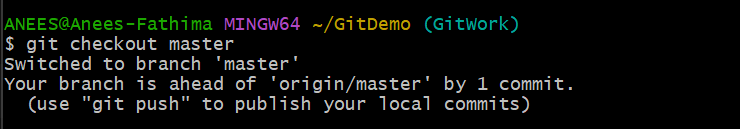 ANEES@Anees-Fathima MINGW64 ~/GitDemo (GitWork)
$ git checkout master
Switched to branch 'master'
Your branch is ahead of 'origin/master' by 1 commit.
  (use "git push" to publish your local commits)